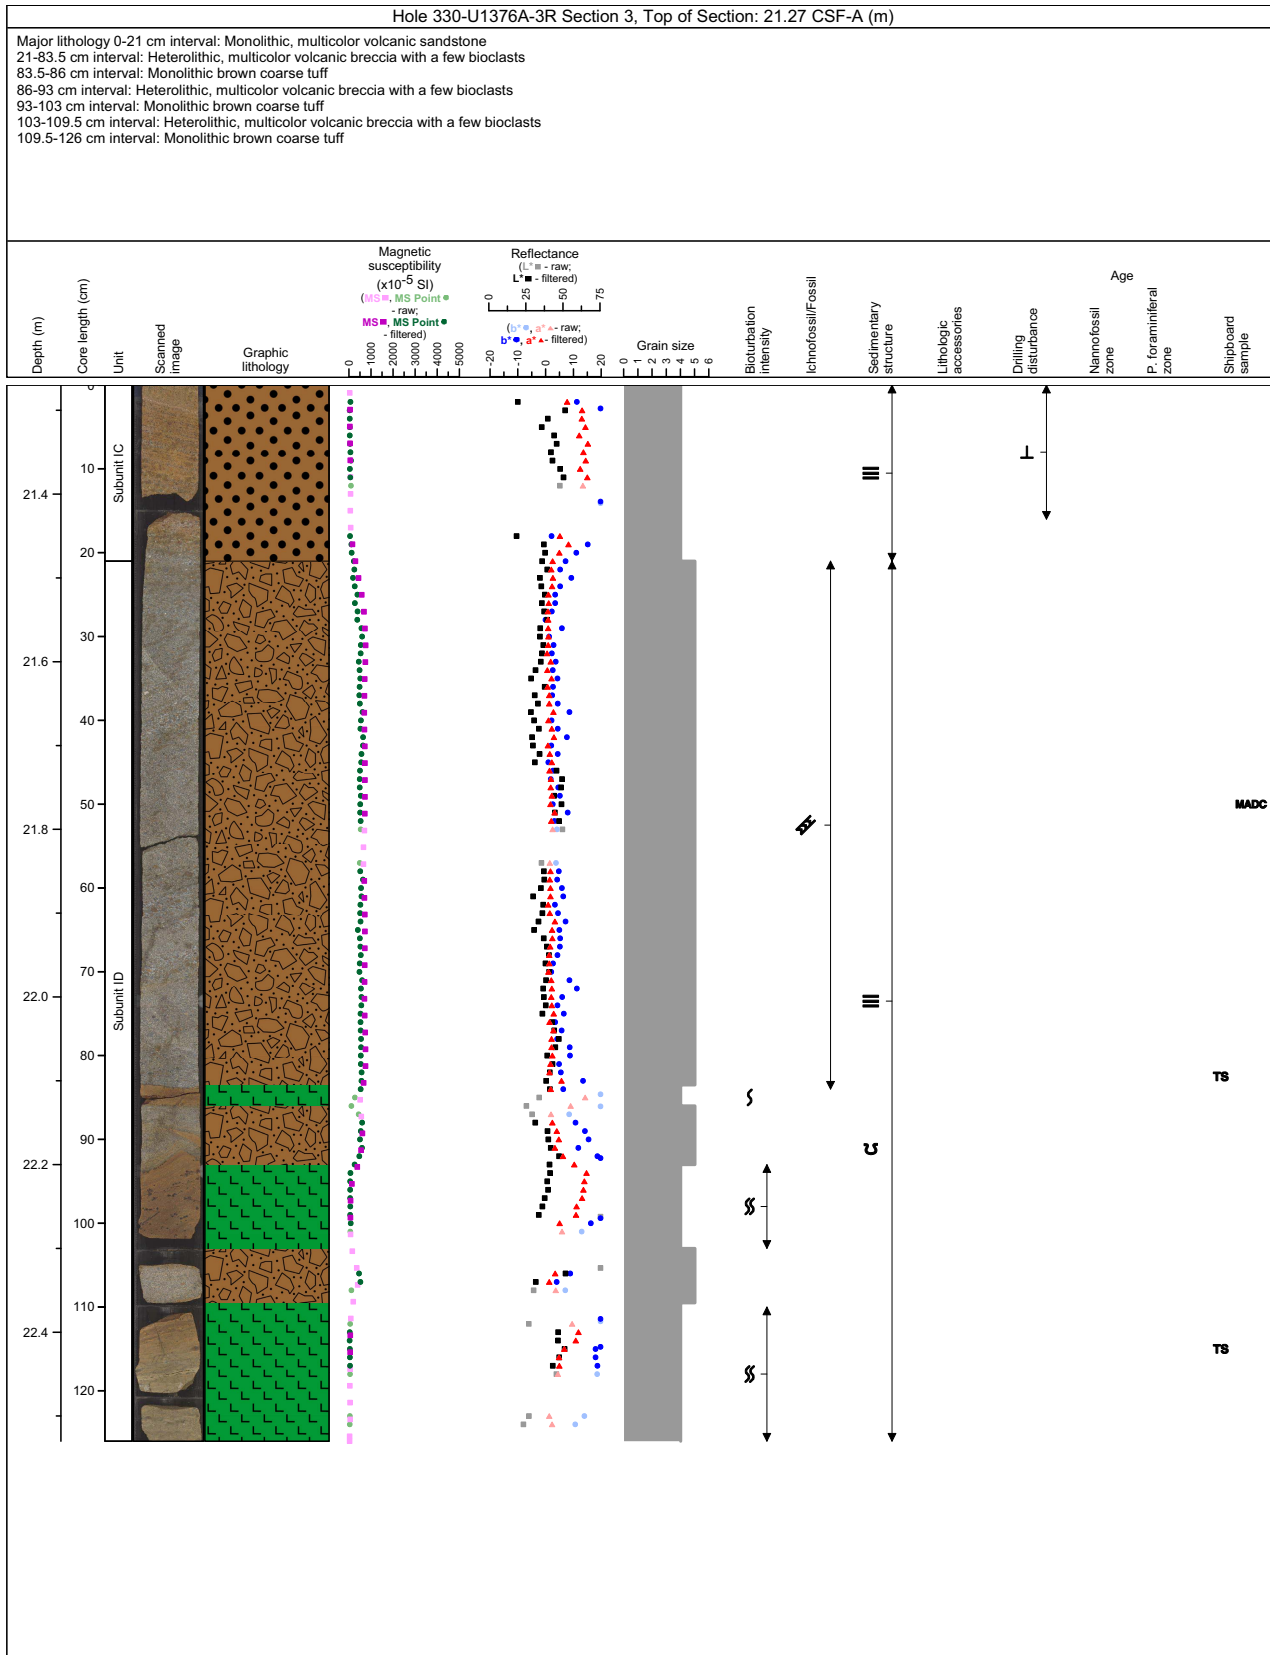 Hole 330-U1376A-3R Section 3, Top of Section: 21.27 CSF-A (m)
Major lithology 0-21 cm interval: Monolithic, multicolor volcanic sandstone
21-83.5 cm interval: Heterolithic, multicolor volcanic breccia with a few bioclasts
83.5-86 cm interval: Monolithic brown coarse tuff
86-93 cm interval: Heterolithic, multicolor volcanic breccia with a few bioclasts
93-103 cm interval: Monolithic brown coarse tuff
103-109.5 cm interval: Heterolithic, multicolor volcanic breccia with a few bioclasts
109.5-126 cm interval: Monolithic brown coarse tuff
Depth (m)
Core length (cm)
Unit
Scanned
image
Graphic
lithology
Magnetic
susceptibility
(x10-5 SI)
(MS, MS Point
- raw;
MS, MS Point
- filtered)
0 1000 2000 3000 4000 5000
Reflectance
(L* - raw;
L* - filtered)
0 25 50 75
(b*, a* - raw;
b*, a* - filtered)
-20 -10 0 10 20
Grain size
0 1 2 3 4 5 6
Bioturbation
intensity
Ichnofossil/Fossil
Sedimentary
structure
Lithologic
accessories
Drilling
disturbance
Age
Nannofossil
zone
P. foraminiferal
zone
Shipboard
sample
0
10
21.4
20
30
21.6
40
50
21.8
60
70
22.0
80
90
22.2
100
110
22.4
120
Subunit IC
Subunit ID
MADC
TS
TS